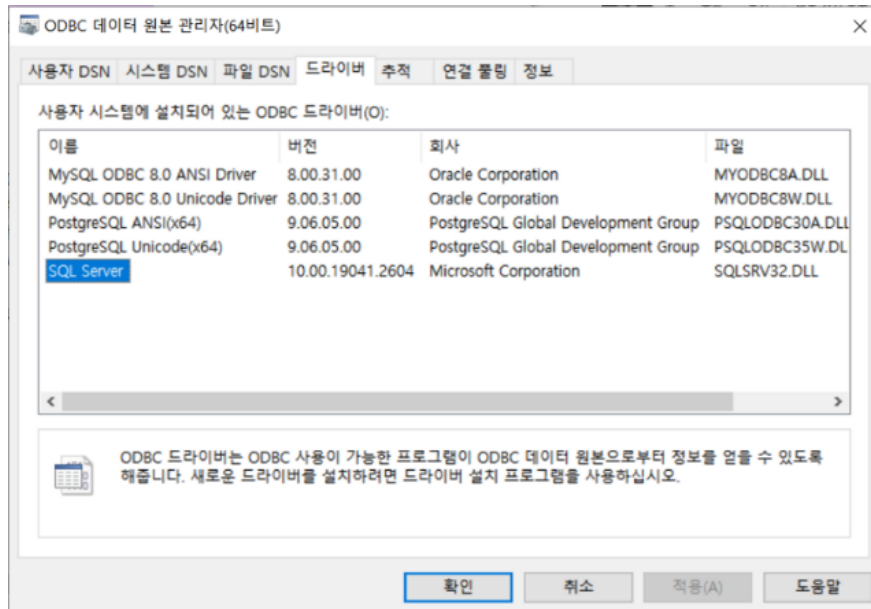 ODBC 데이터 원본 관리자(64비트)
사용자 DSN 시스템 DSN 파일 DSN 드라이버 추적 연결 풀링 정보
사용자 시스템에 설치되어 있는 ODBC 드라이버(O):
이름 버전 회사 파일
MySQL ODBC 8.0 ANSI Driver 8.00.31.00 Oracle Corporation MYODBC8A.DLL
MySQL ODBC 8.0 Unicode Driver 8.00.31.00 Oracle Corporation MYODBC8W.DLL
PostgreSQL ANSI(x64) 9.06.05.00 PostgreSQL Global Development Group PSQLODBC30A.DLL
PostgreSQL Unicode(x64) 9.06.05.00 PostgreSQL Global Development Group PSQLODBC35W.DL
SQL Server 10.00.19041.2604 Microsoft Corporation SQLSRV32.DLL
ODBC 드라이버는 ODBC 사용이 가능한 프로그램이 ODBC 데이터 원본으로부터 정보를 얻을 수 있도록
해줍니다. 새로운 드라이버를 설치하려면 드라이버 설치 프로그램을 사용하십시오.
확인 취소 적용(A) 도움말